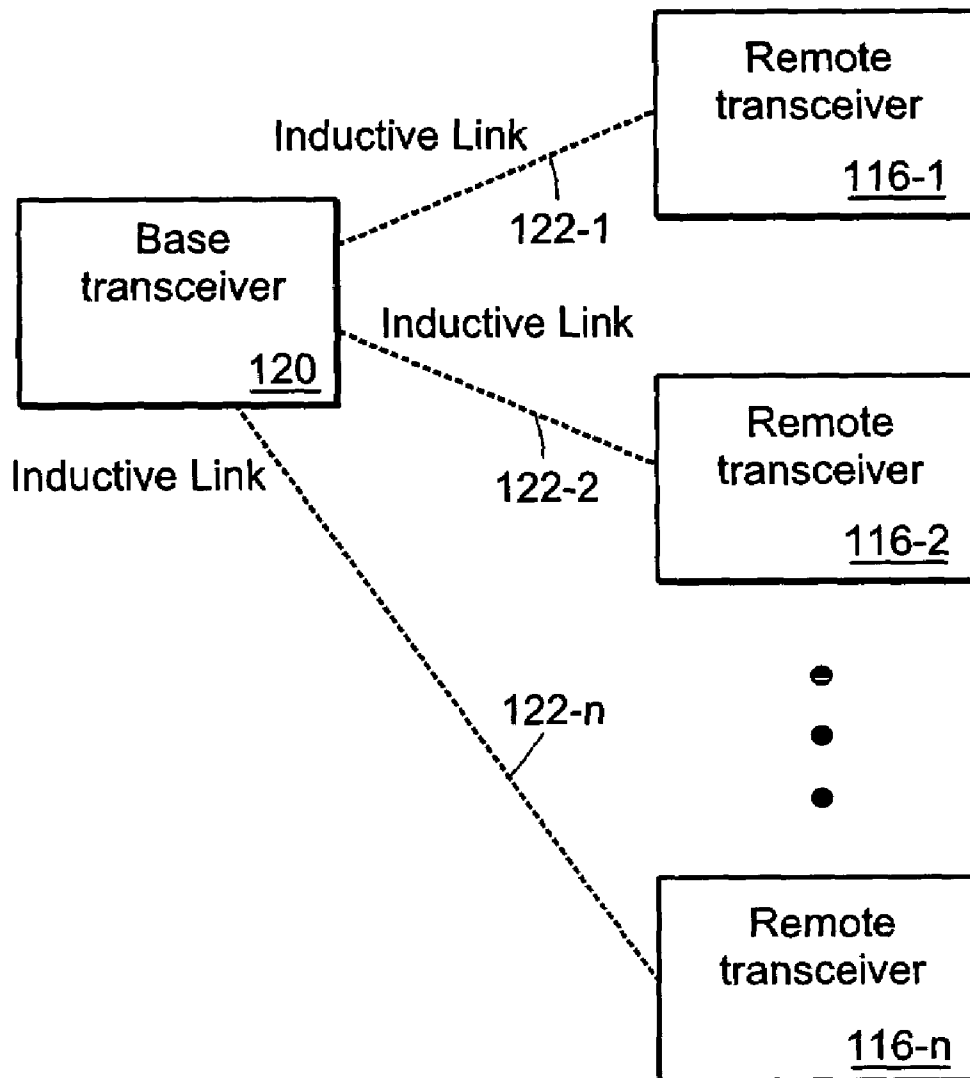 Remote
transceiver
116-1
Inductive Link
122-1
Base
transceiver
120
Inductive Link
122-2
Remote
transceiver
116-2
Inductive Link
122-n
Remote
transceiver
116-n